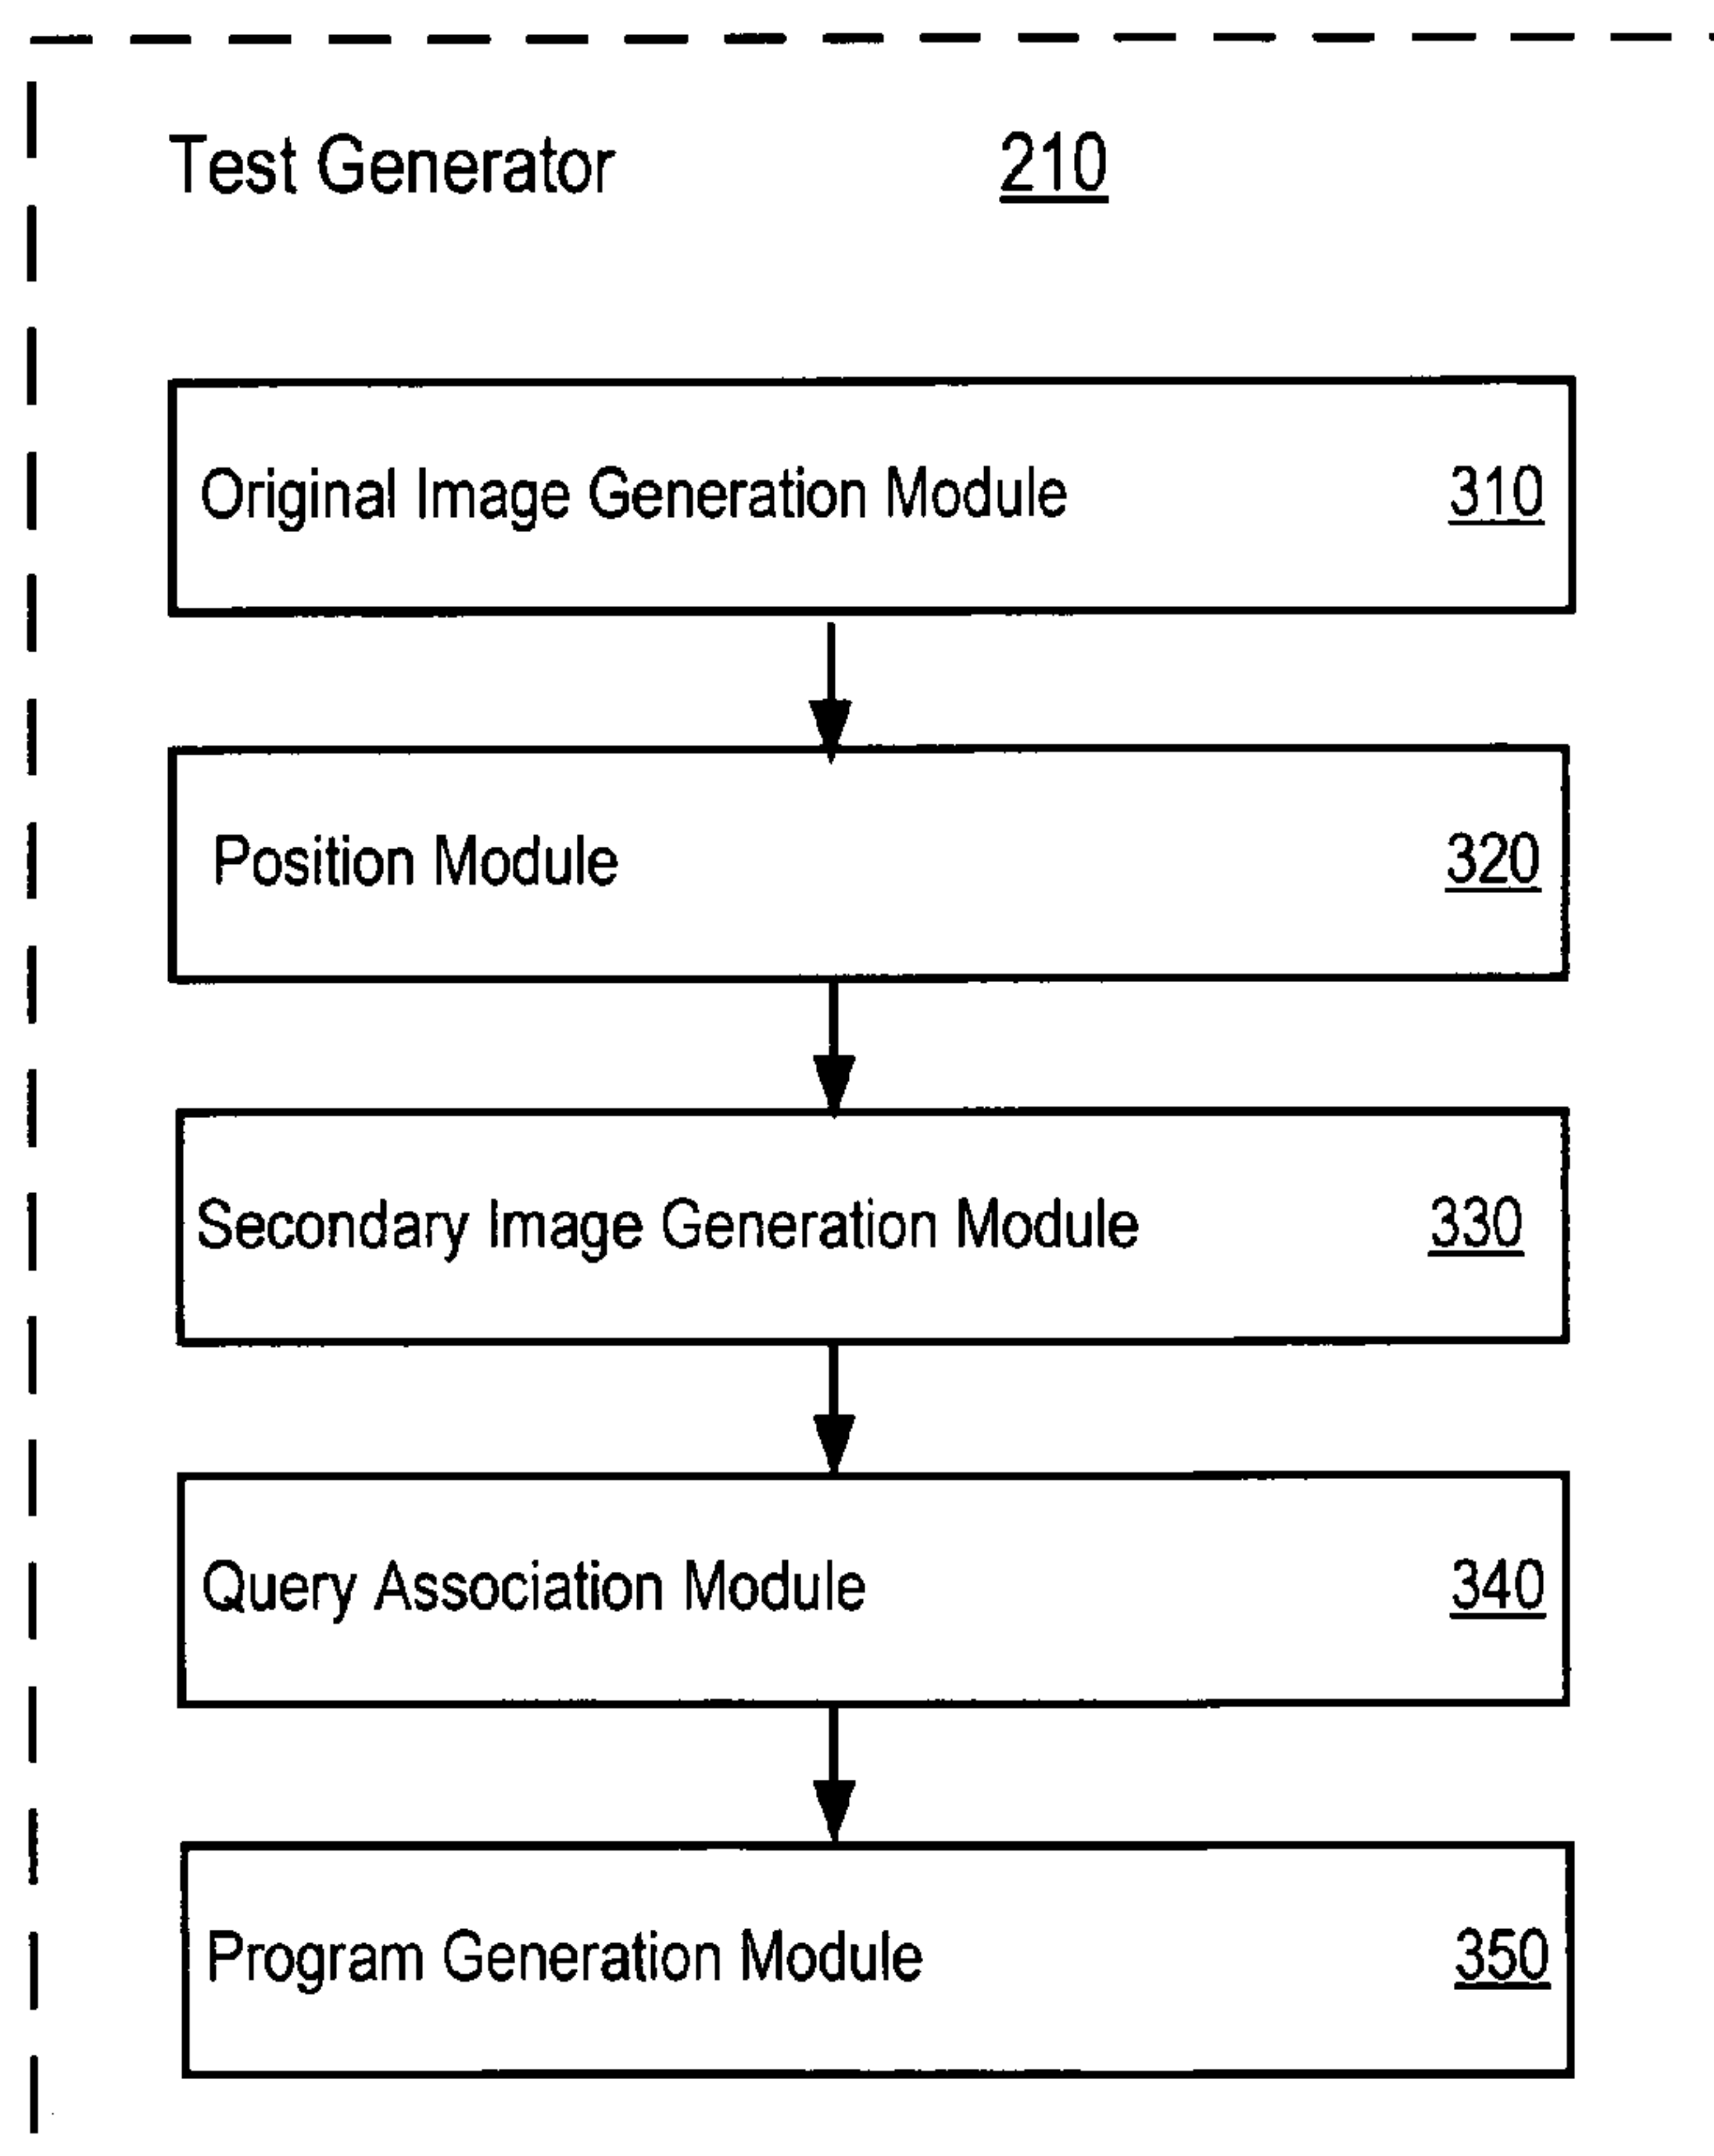 Test Generator 210
Original Image Generation Module 310
Position Module 320
Secondary Image Generation Module 330
Query Association Module 340
Program Generation Module 350